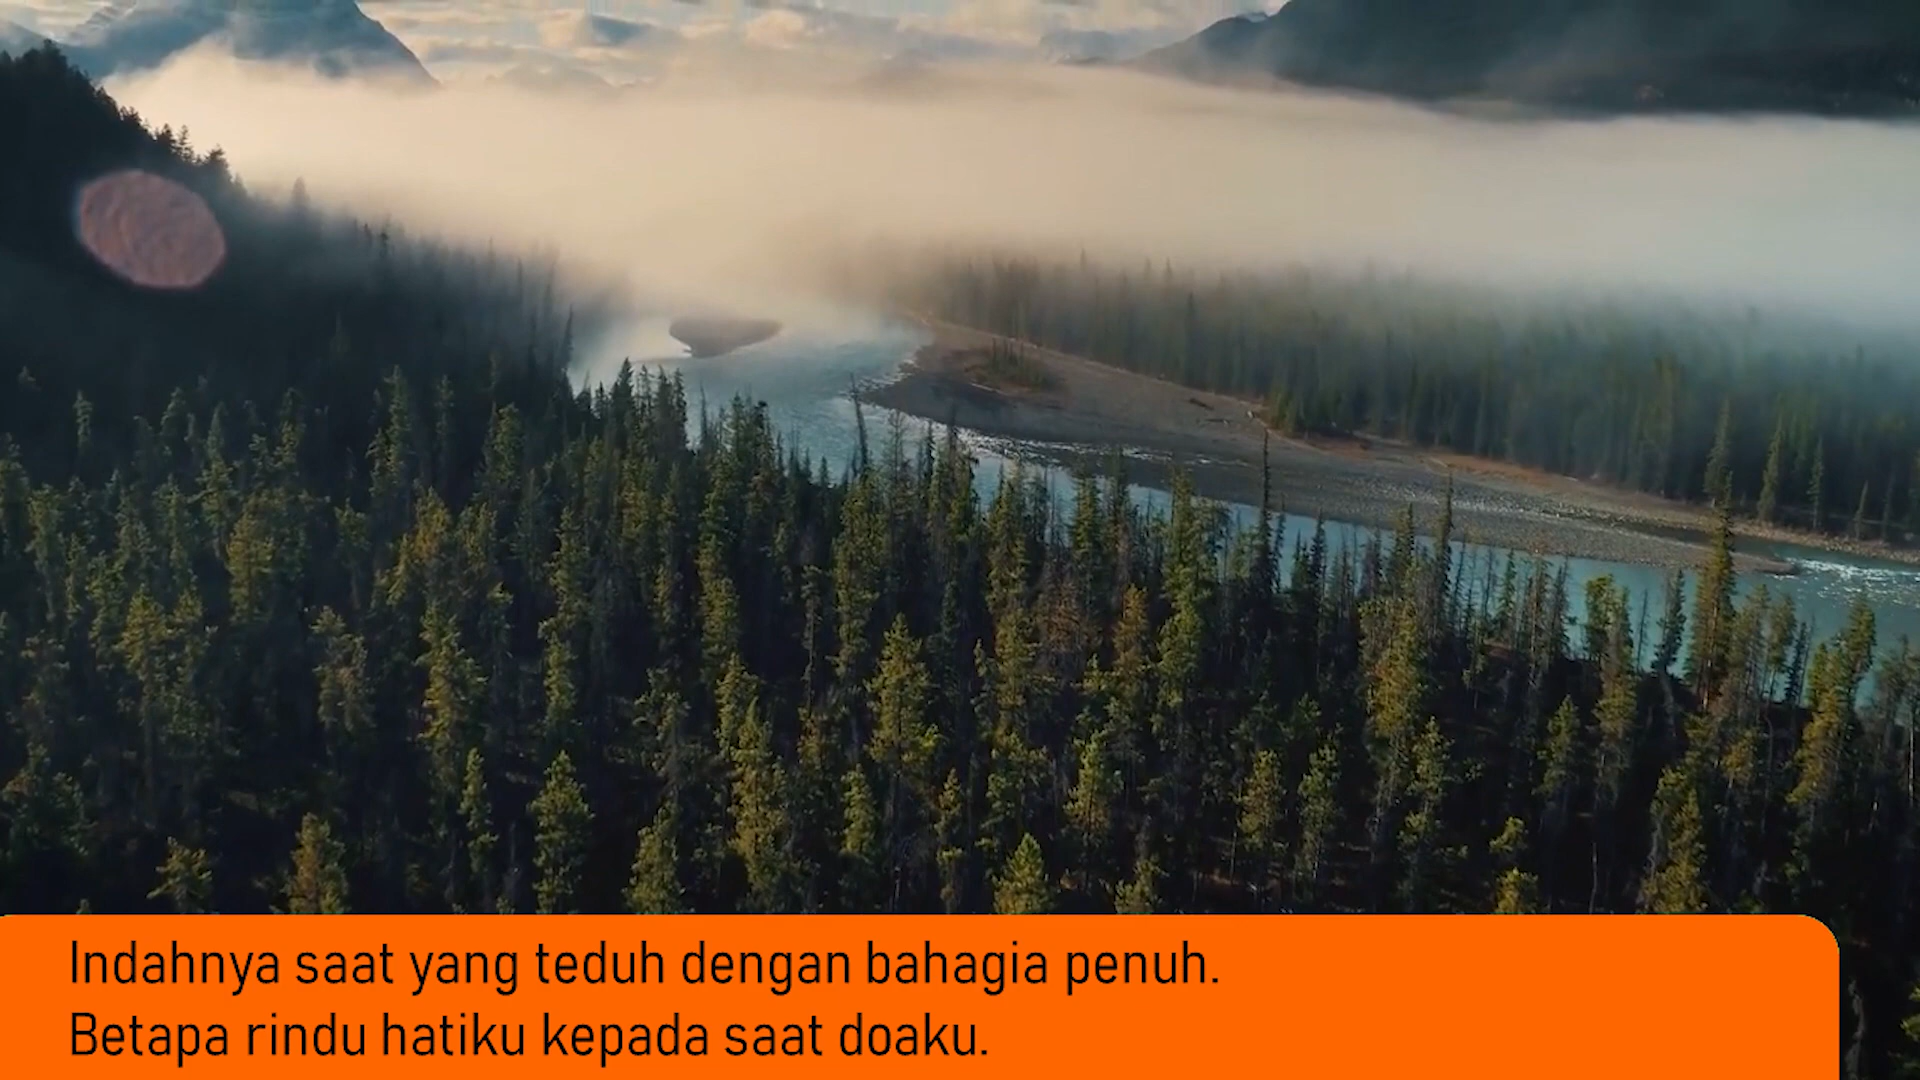 Indahnya saat yang teduh dengan bahagia penuh.
Betapa rindu hatiku kepada saat doaku.